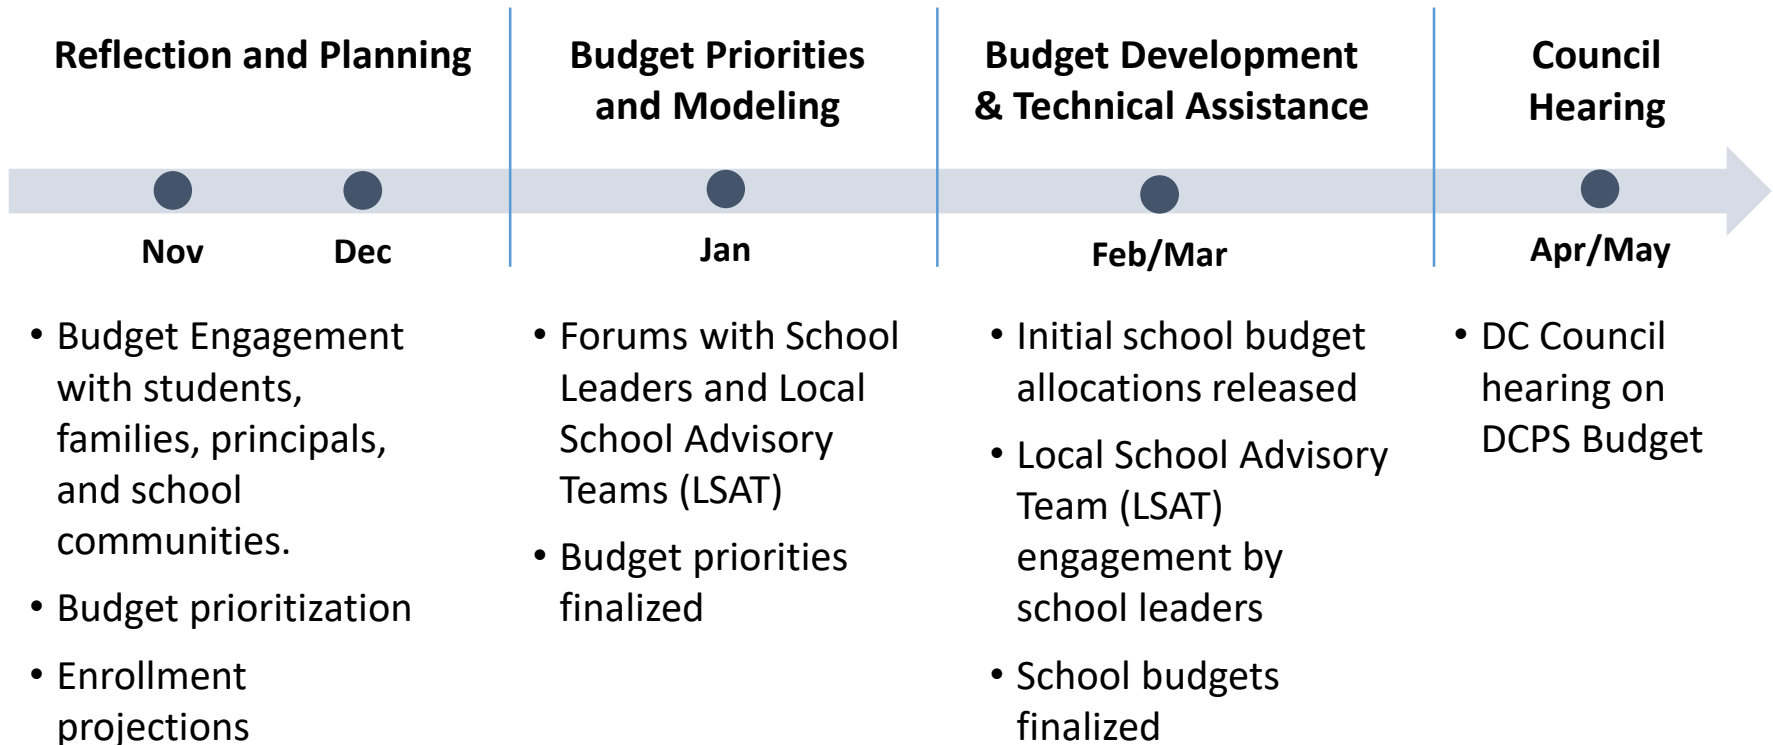 Reflection and Planning
Budget Priorities
and Modeling
Budget Development
& Technical Assistance
Council
Hearing
Nov
Dec
Jan
Feb/Mar
Apr/May
• Budget Engagement
with students,
families, principals,
and school
communities.
• Budget prioritization
• Enrollment
projections
• Forums with School
Leaders and Local
School Advisory
Teams (LSAT)
• Budget priorities
finalized
• Initial school budget
allocations released
• Local School Advisory
Team (LSAT)
engagement by
school leaders
• School budgets
finalized
• DC Council
hearing on
DCPS Budget